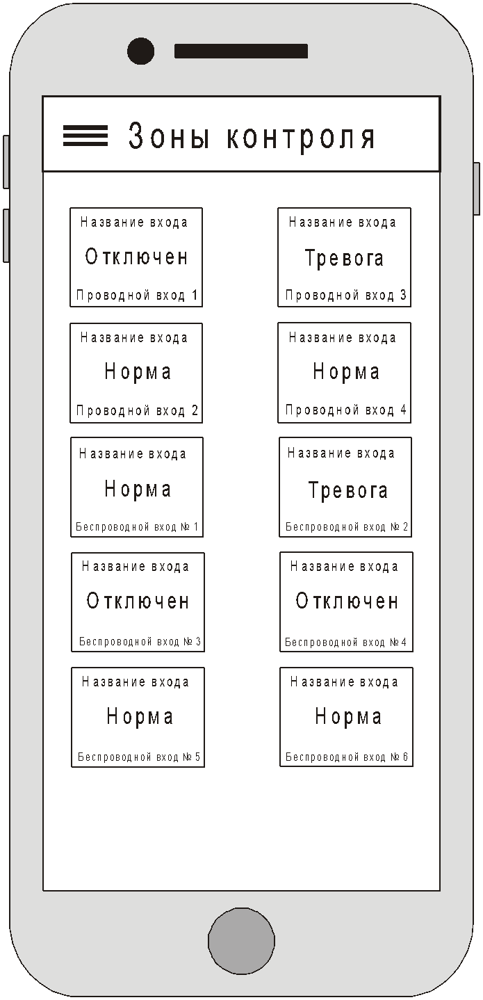 Зоны контроля
Название входа
Отключен
Проводной вход 1
Название входа
Тревога
Проводной вход 3
Название входа
Норма
Проводной вход 2
Название входа
Норма
Проводной вход 4
Название входа
Норма
Беспроводной вход № 1
Название входа
Тревога
Беспроводной вход № 2
Название входа
Отключен
Беспроводной вход № 3
Название входа
Отключен
Беспроводной вход № 4
Название входа
Норма
Беспроводной вход № 5
Название входа
Норма
Беспроводной вход № 6